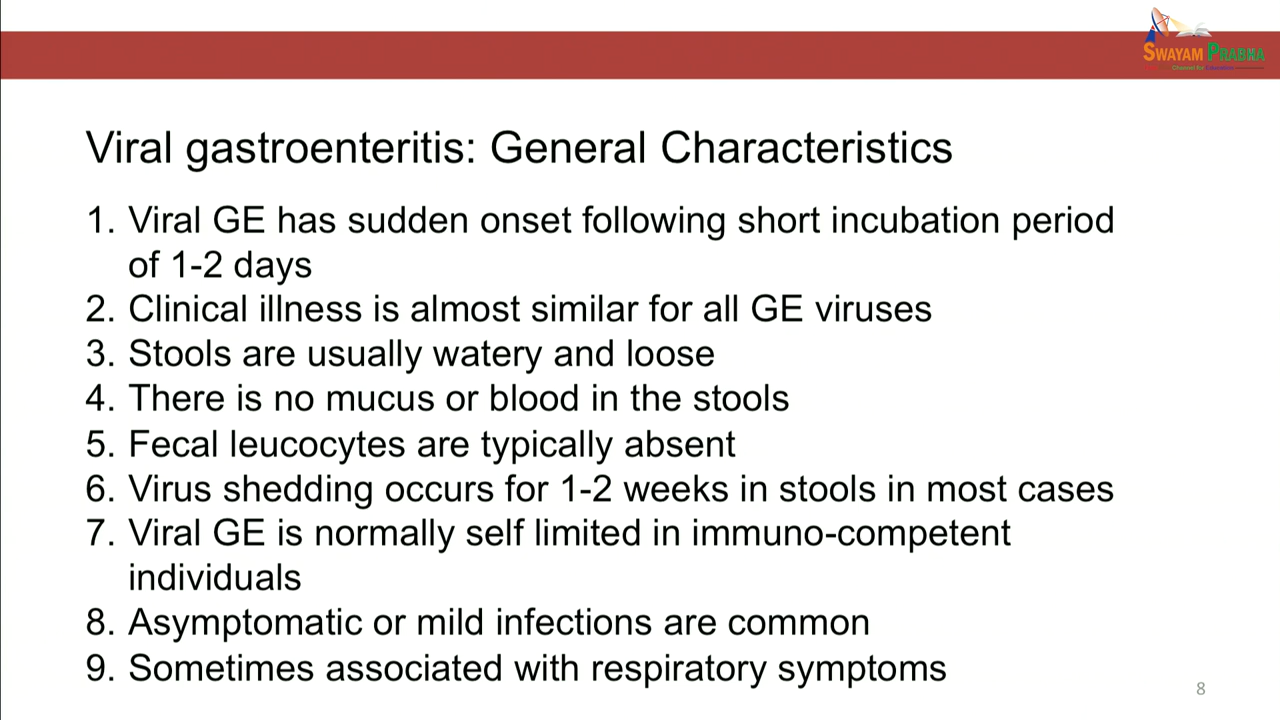 SWAYAM PRABHA
Viral gastroenteritis: General Characteristics
1. Viral GE has sudden onset following short incubation period
of 1-2 days
2. Clinical illness is almost similar for all GE viruses
3. Stools are usually watery and loose
4. There is no mucus or blood in the stools
5. Fecal leucocytes are typically absent
6. Virus shedding occurs for 1-2 weeks in stools in most cases
7. Viral GE is normally self limited in immuno-competent
individuals
8. Asymptomatic or mild infections are common
9. Sometimes associated with respiratory symptoms
8